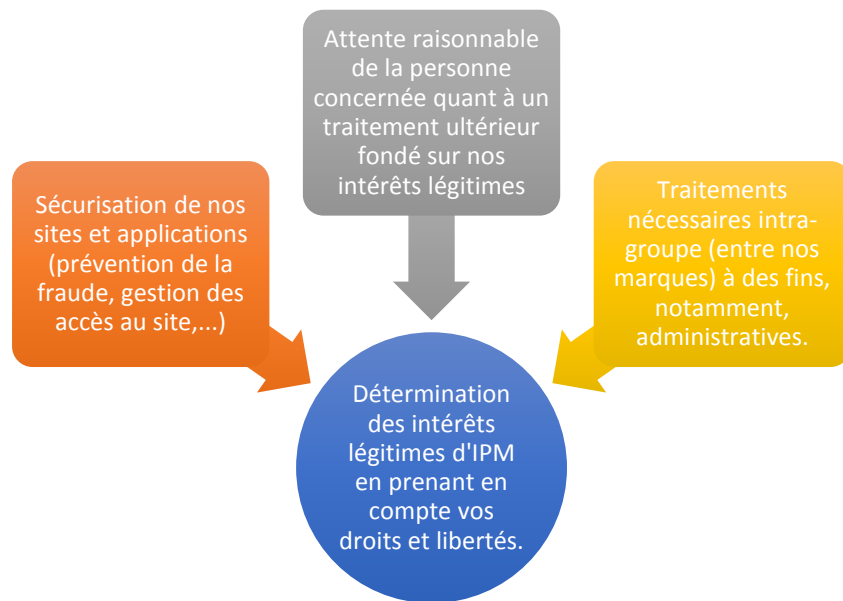 Attente raisonnable
de la personne
concernée quant à un
traitement ultérieur
fondé sur nos
intérêts légitimes
Sécurisation de nos
sites et applications
(prévention de la
fraude, gestion des
accès au site,...)
Traitements
nécessaires intra-
groupe (entre nos
marques) à des fins,
notamment,
administratives.
Détermination
des intérêts
légitimes d'IPM
en prenant en
compte vos
droits et libertés.